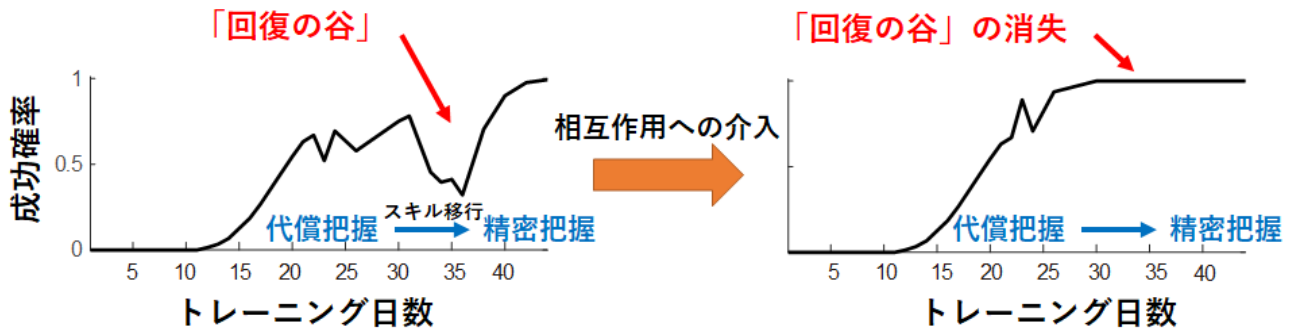 「回復の谷」
成功確率
1
0.5
0
代償把握
スキル移行
精密把握
5 10 15 20 25 30 35 40
トレーニング日数
相互作用への介入
「回復の谷」の消失
代償把握
精密把握
5 10 15 20 25 30 35 40
トレーニング日数